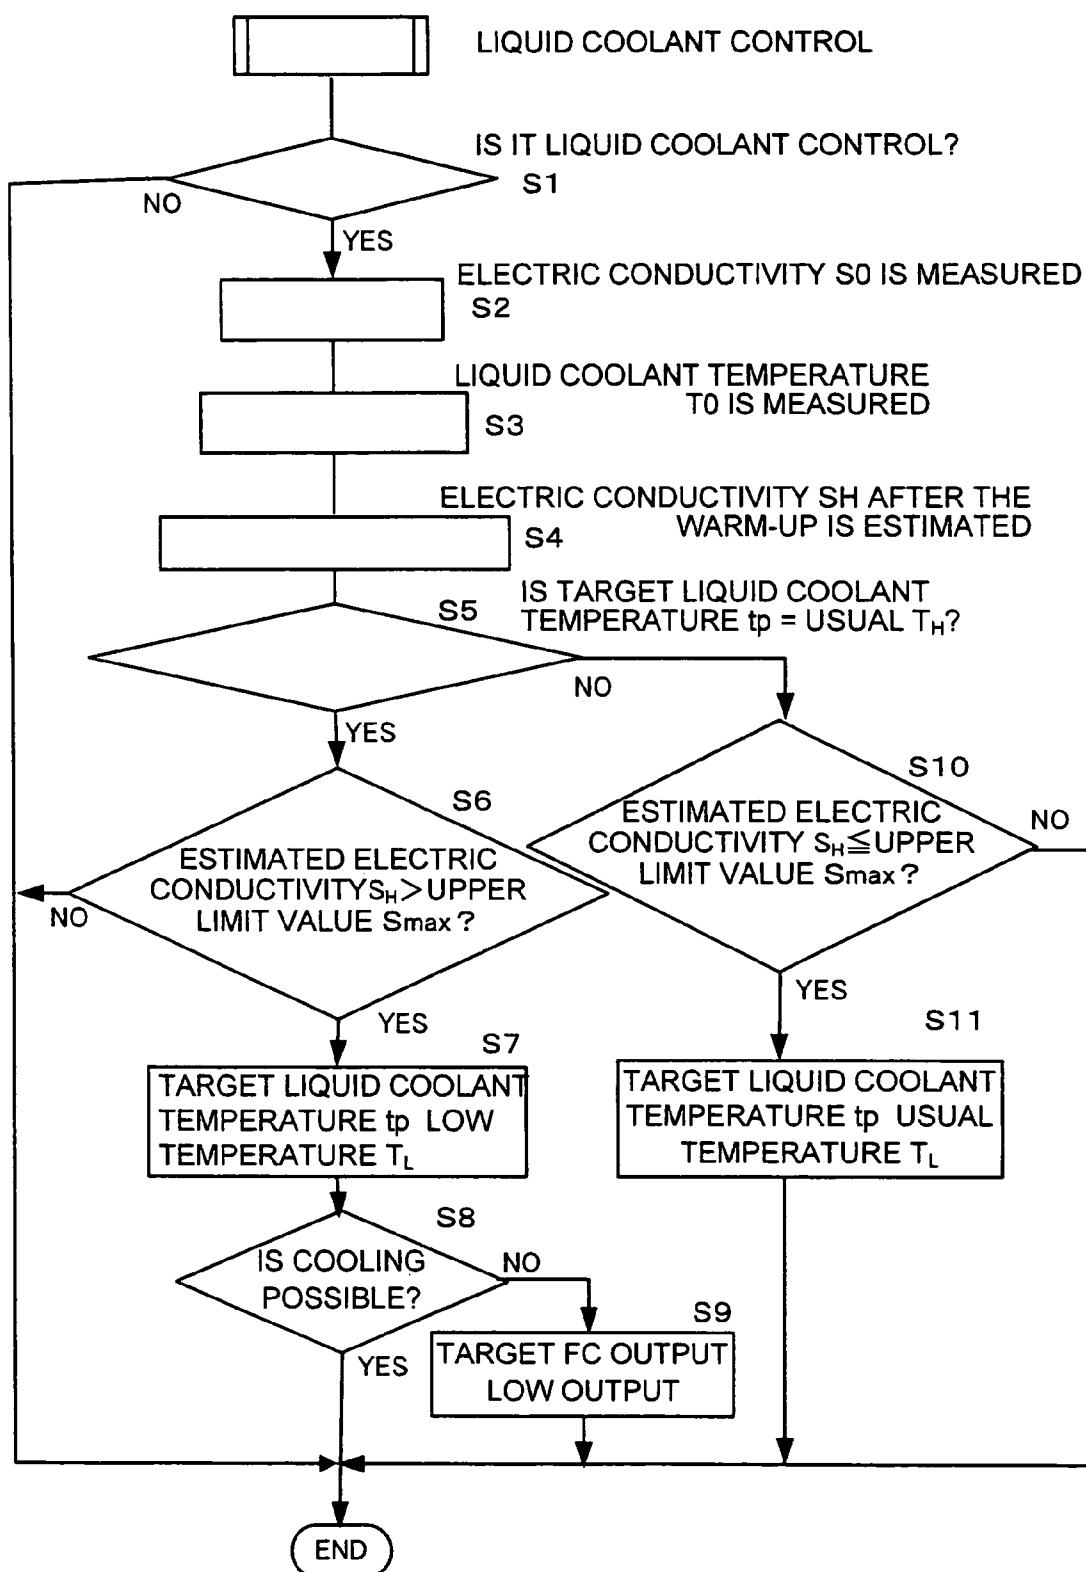 LIQUID COOLANT CONTROL
IS IT LIQUID COOLANT CONTROL?
S1
NO
YES
ELECTRIC CONDUCTIVITY S0 IS MEASURED
S2
LIQUID COOLANT TEMPERATURE
T0 IS MEASURED
S3
ELECTRIC CONDUCTIVITY SH AFTER THE
WARM-UP IS ESTIMATED
S4
IS TARGET LIQUID COOLANT
TEMPERATURE tp = USUAL TH?
S5
NO
YES
S10
ESTIMATED ELECTRIC
CONDUCTIVITY SH≦UPPER
LIMIT VALUE Smax?
NO
YES
S6
ESTIMATED ELECTRIC
CONDUCTIVITY SH>UPPER
LIMIT VALUE Smax?
NO
YES
S7
TARGET LIQUID COOLANT
TEMPERATURE tp LOW
TEMPERATURE TL
S11
TARGET LIQUID COOLANT
TEMPERATURE tp USUAL
TEMPERATURE TL
S8
IS COOLING
POSSIBLE?
NO
YES
S9
TARGET FC OUTPUT
LOW OUTPUT
END